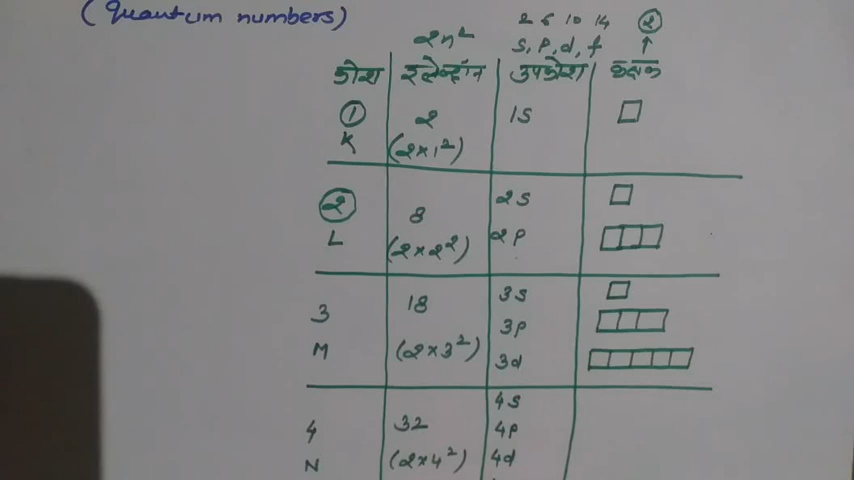 (Quantum numbers)
2 6 10 14 ②
2n² s, p, d, f ↑
कोश इलेक्ट्रॉन उपकोश कक्षक
① 2 1s
K (2×1²)
② 8 2s
L (2×2²) 2p
3 18 3s
3p
M (2×3²) 3d
4s
4 32 4p
N (2×4²) 4d